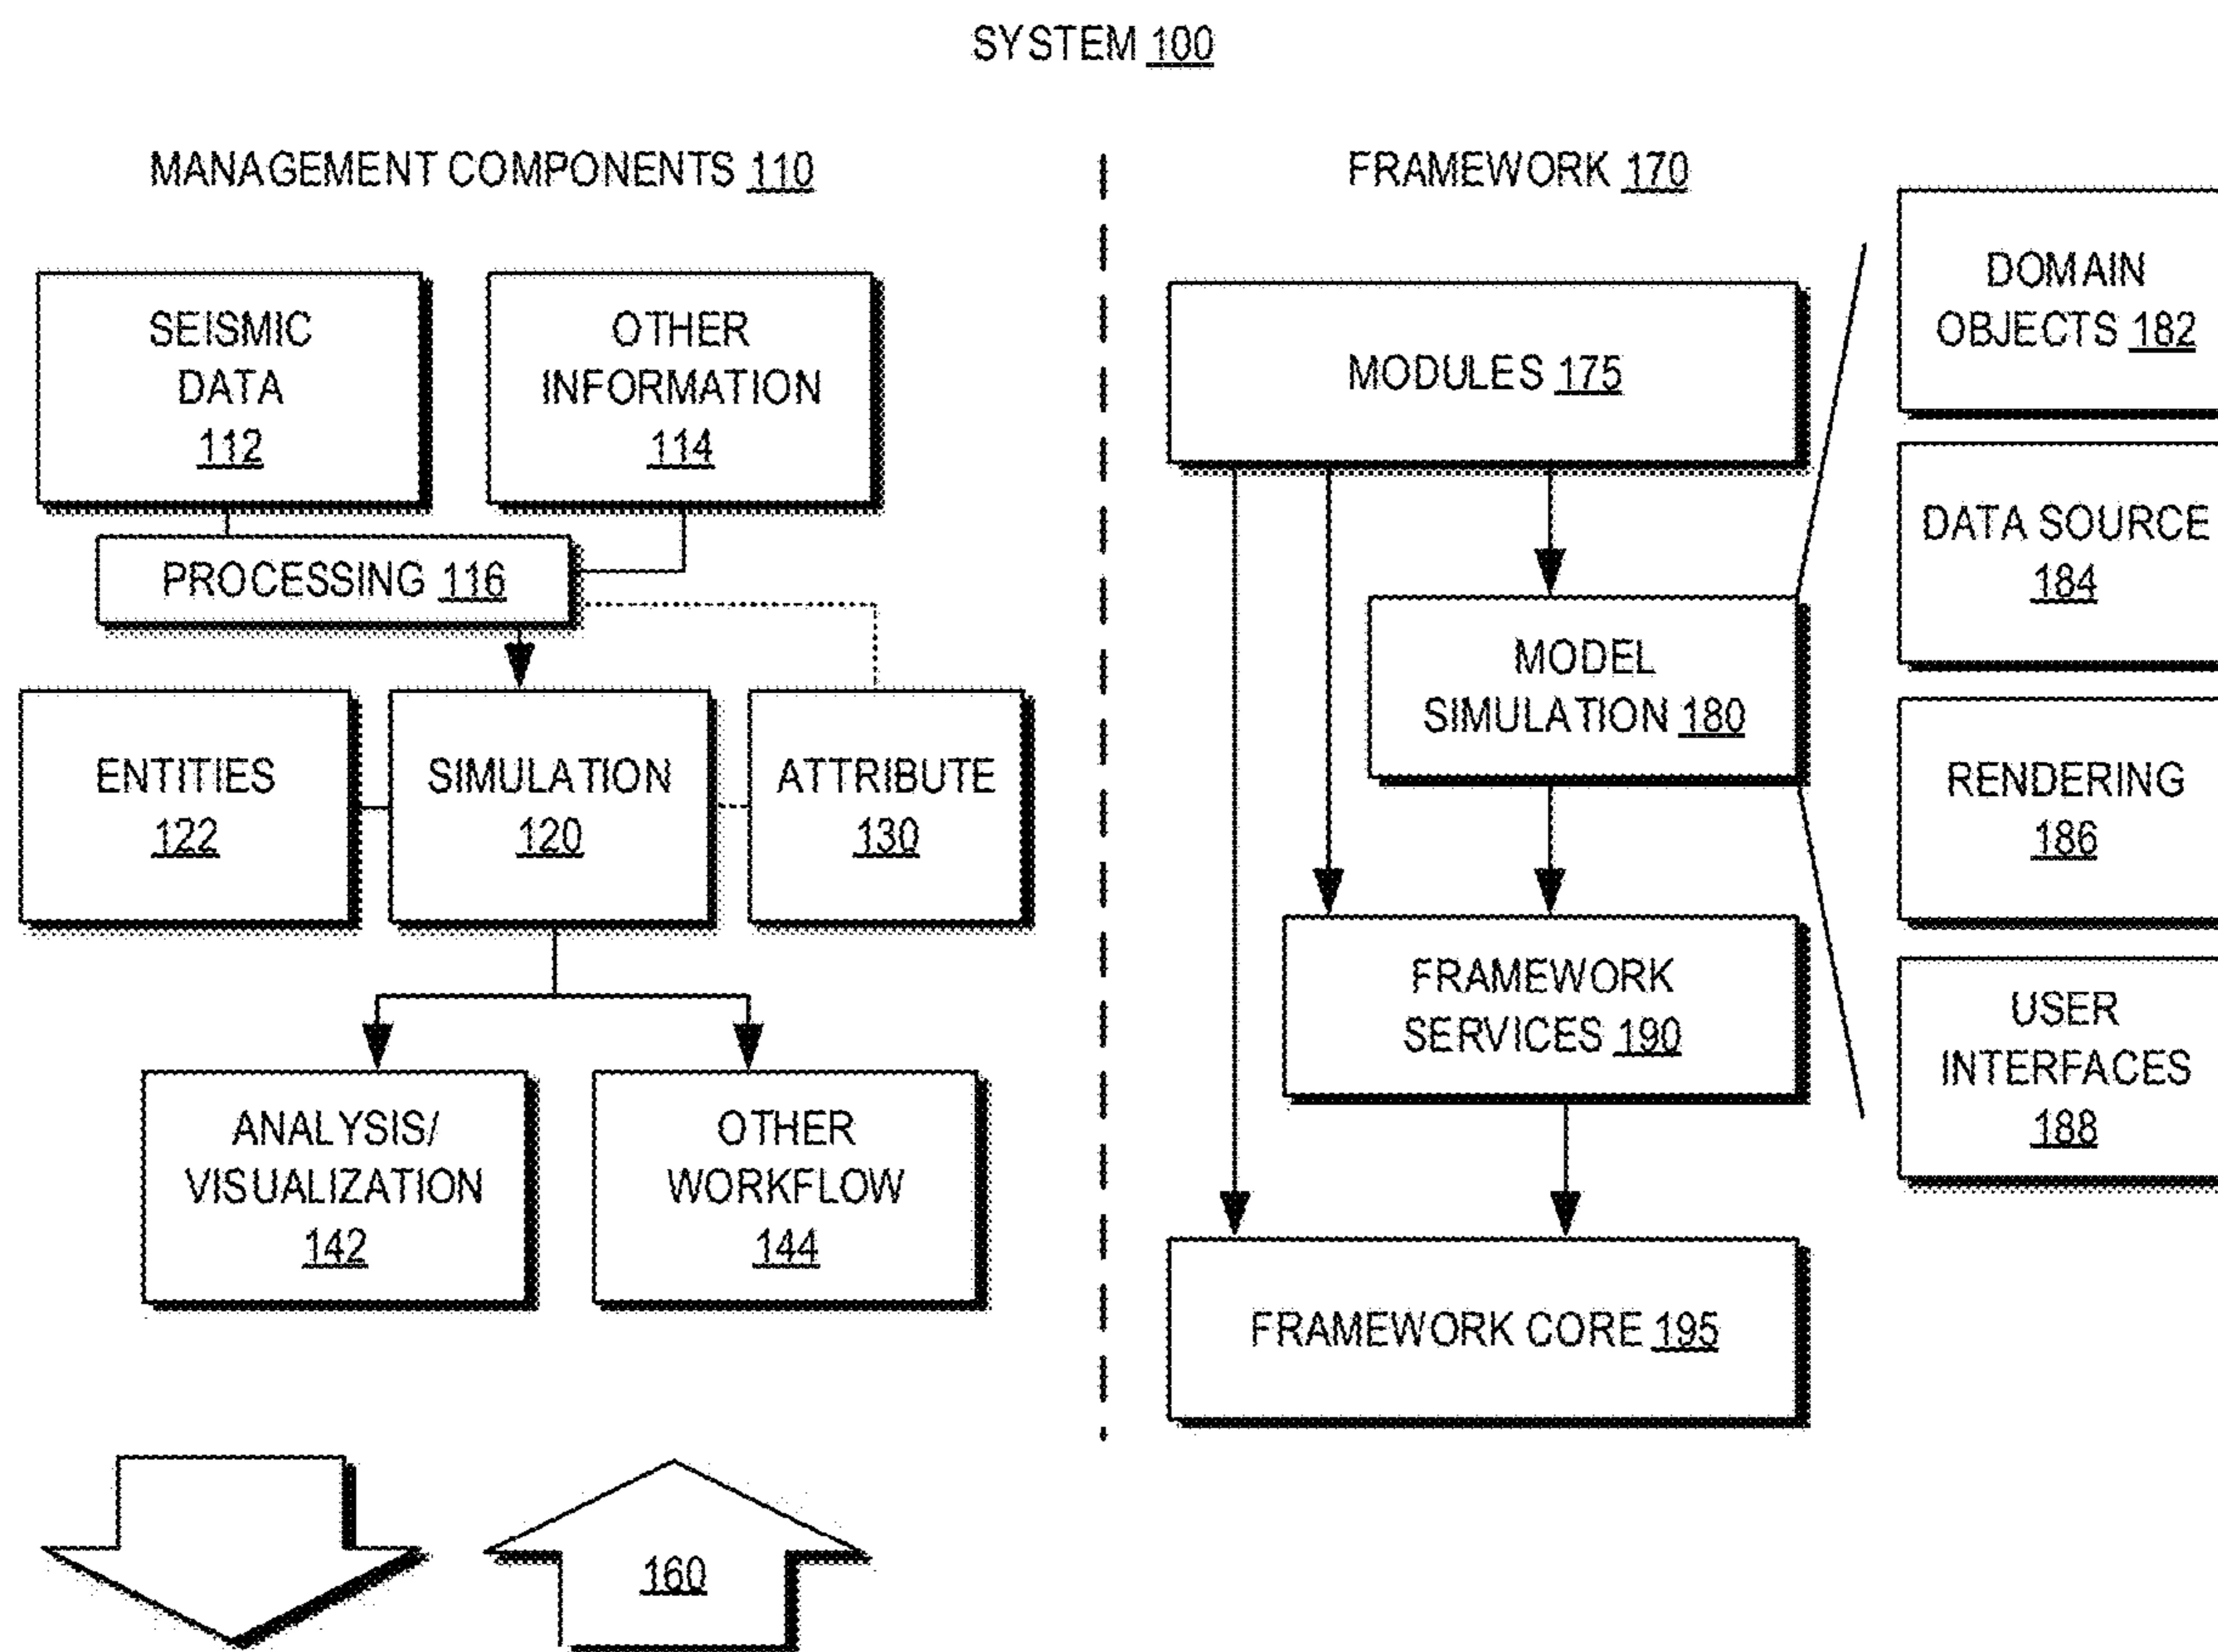 SYSTEM 100
MANAGEMENT COMPONENTS 110
SEISMIC
DATA
112
OTHER
INFORMATION
114
PROCESSING 116
ENTITIES
122
SIMULATION
120
ATTRIBUTE
130
ANALYSIS/
VISUALIZATION
142
OTHER
WORKFLOW
144
160
FRAMEWORK 170
MODULES 175
MODEL
SIMULATION 180
FRAMEWORK
SERVICES 190
FRAMEWORK CORE 195
DOMAIN
OBJECTS 182
DATA SOURCE
184
RENDERING
186
USER
INTERFACES
188